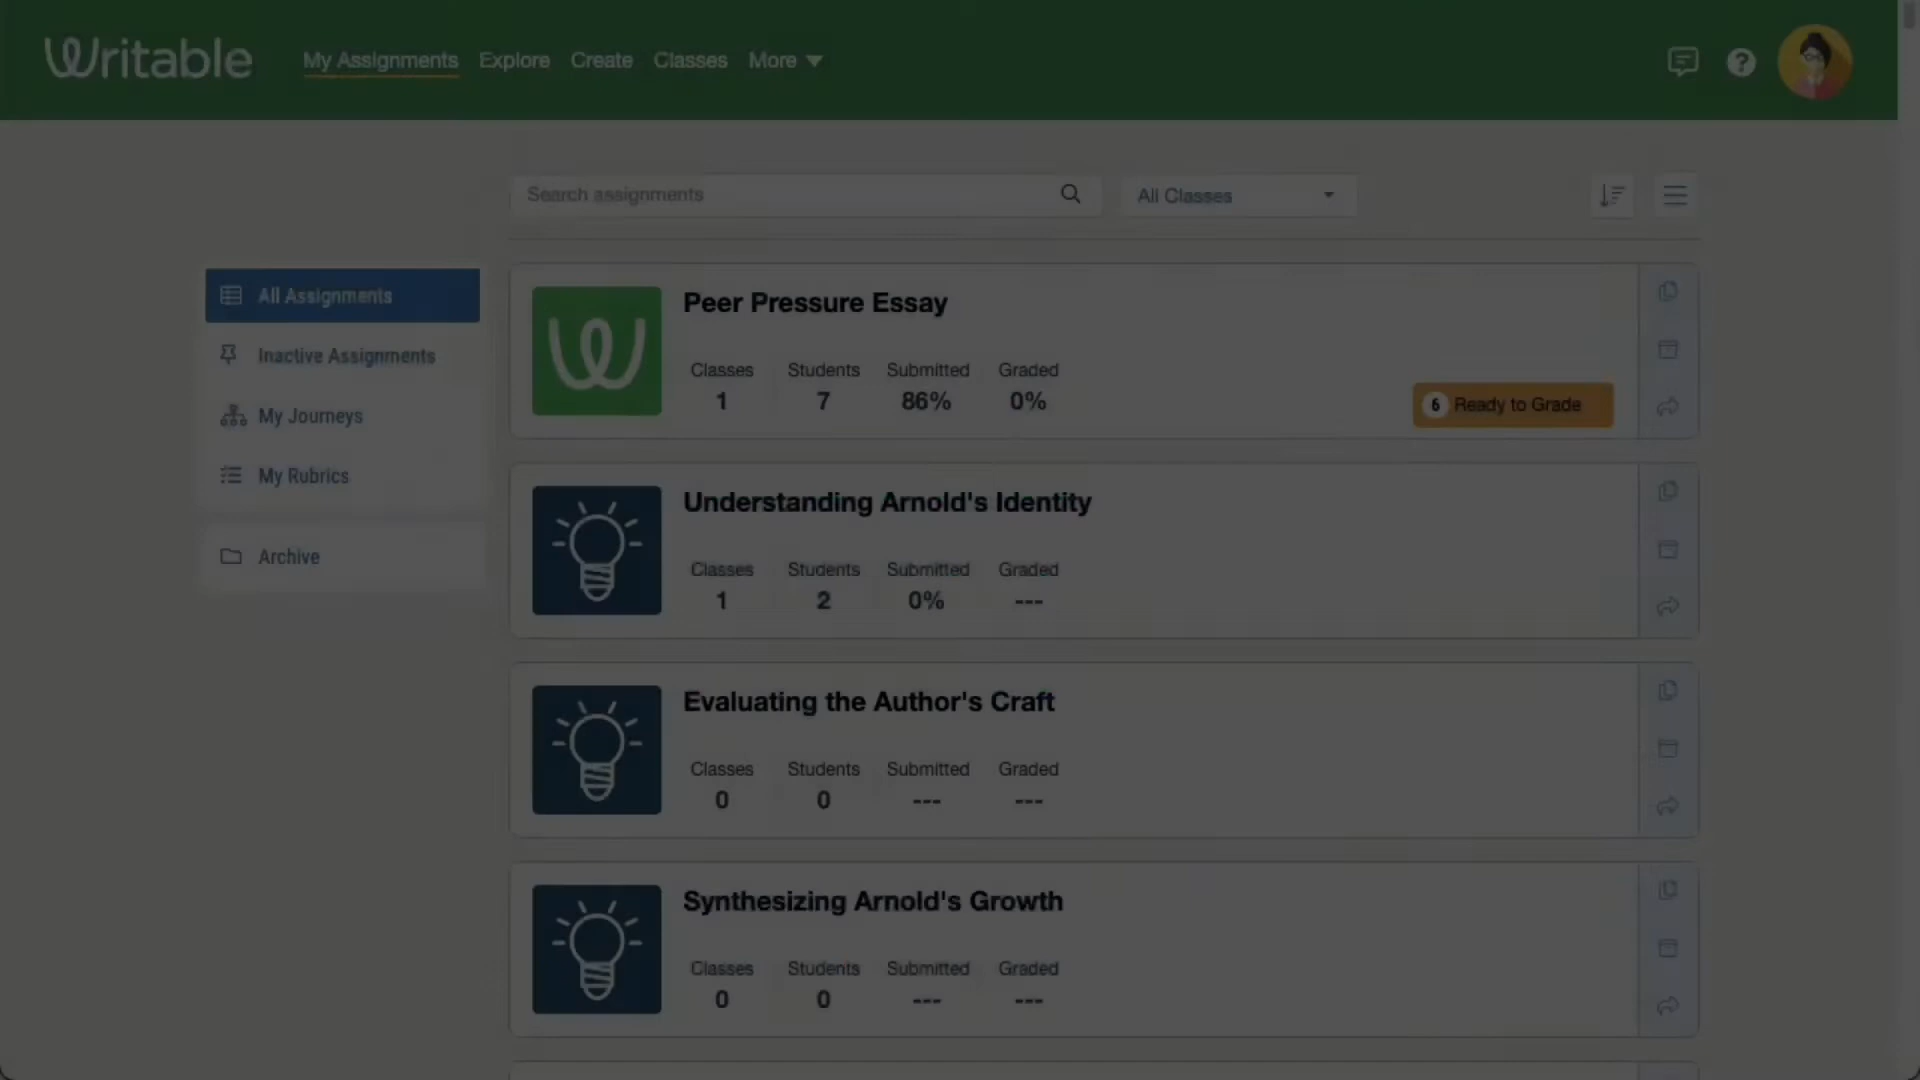 Writable My Assignments Explore Create Classes More
Search assignments All Classes
All Assignments
Inactive Assignments
My Journeys
My Rubrics
Archive
Peer Pressure Essay
Classes Students Submitted Graded
1 7 86% 0%
6 Ready to Grade
Understanding Arnold's Identity
Classes Students Submitted Graded
1 2 0% ---
Evaluating the Author's Craft
Classes Students Submitted Graded
0 0 --- ---
Synthesizing Arnold's Growth
Classes Students Submitted Graded
0 0 --- ---